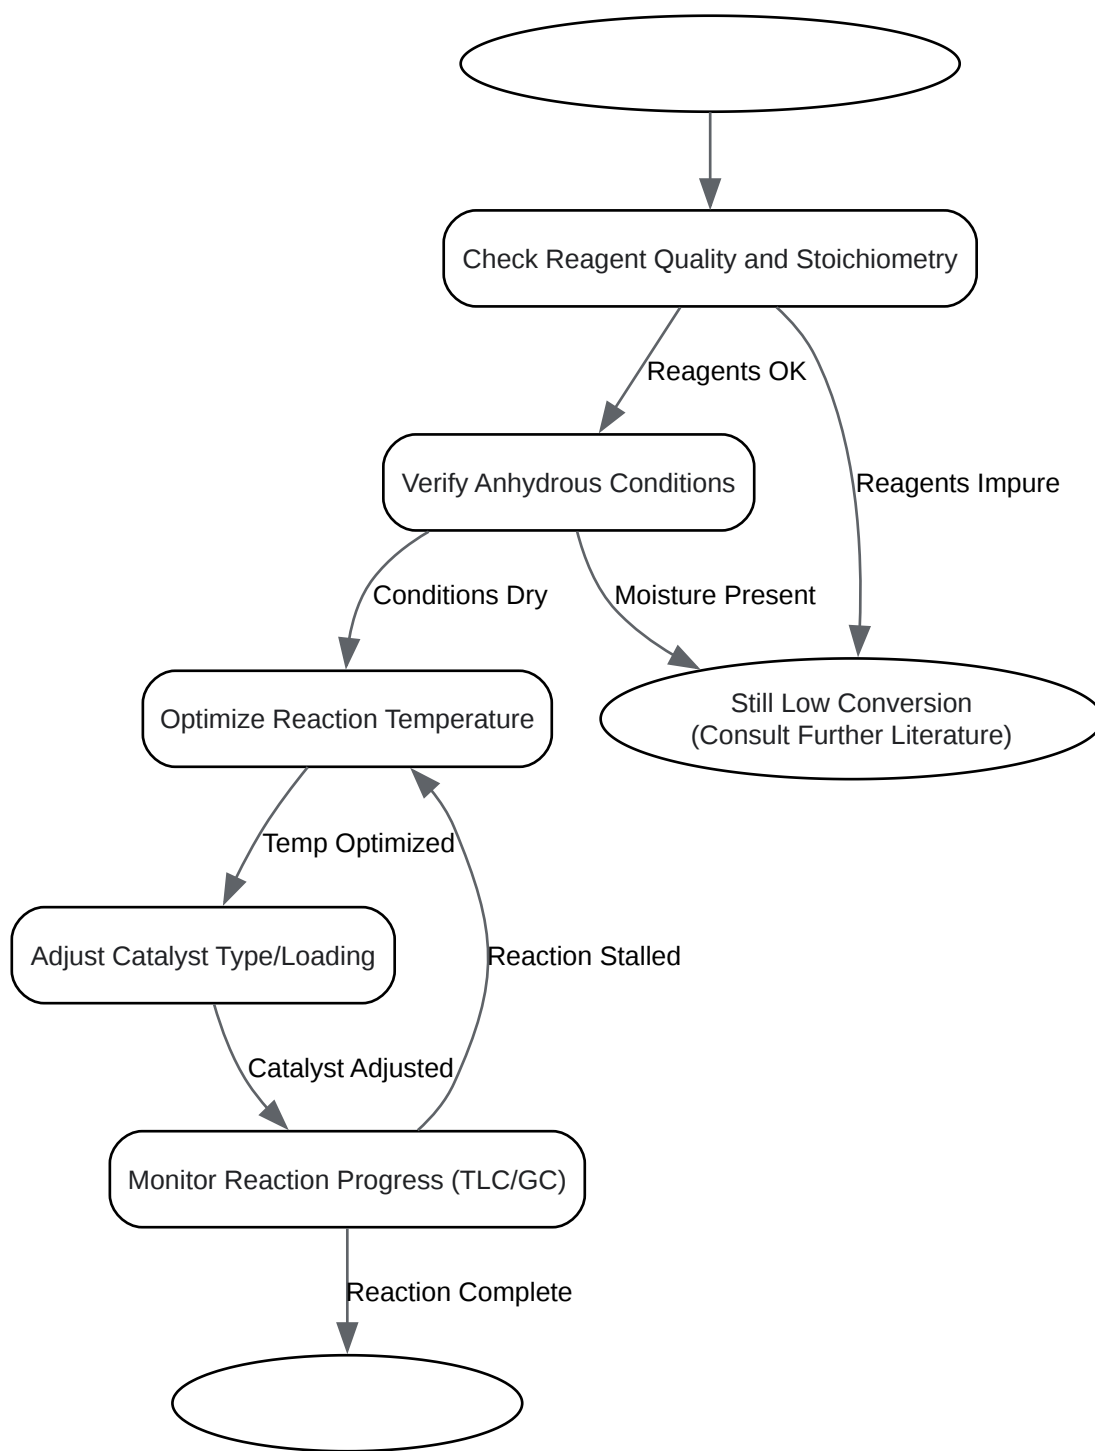 Check Reagent Quality and Stoichiometry
Reagents OK
Verify Anhydrous Conditions
Reagents Impure
Conditions Dry
Moisture Present
Still Low Conversion
(Consult Further Literature)
Optimize Reaction Temperature
Temp Optimized
Adjust Catalyst Type/Loading
Reaction Stalled
Catalyst Adjusted
Monitor Reaction Progress (TLC/GC)
Reaction Complete